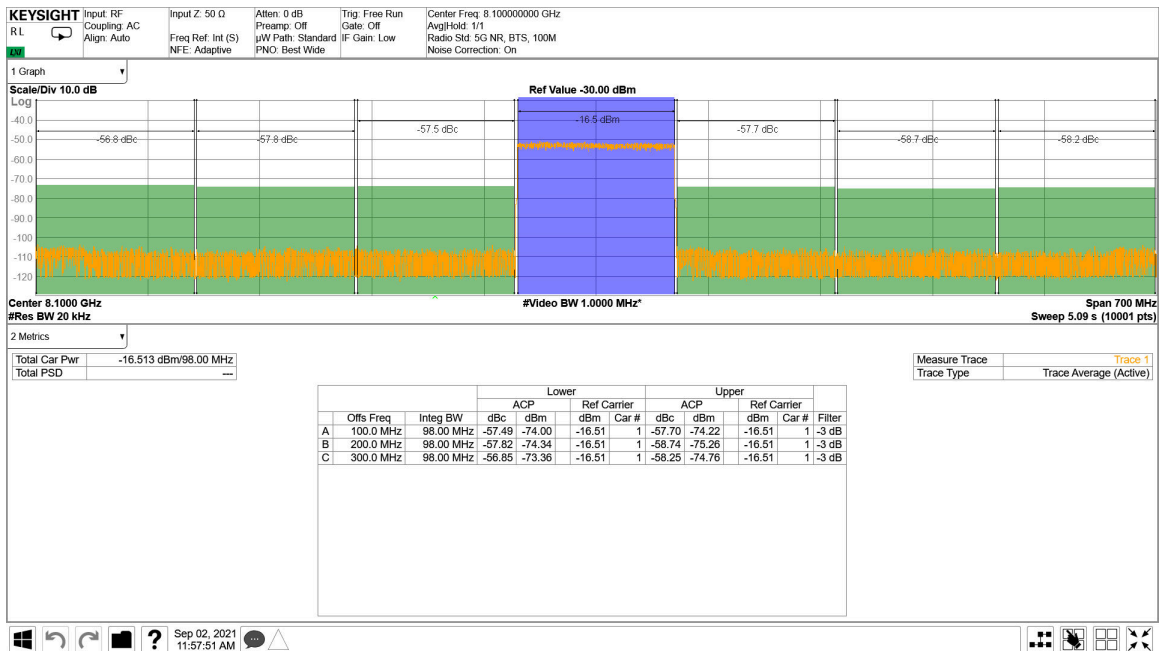 KEYSIGHT Input: RF Input Z: 50 Ω Atten: 0 dB Trig: Free Run Center Freq: 8.100000000 GHz
R L Coupling: AC Preamp: Off Gate: Off Avg|Hold: 1/1
Align: Auto Freq Ref: Int (S) µW Path: Standard IF Gain: Low Radio Std: 5G NR, BTS, 100M
LXI NFE: Adaptive PNO: Best Wide Noise Correction: On
1 Graph
Scale/Div 10.0 dB Ref Value -30.00 dBm
Log
-40.0 -16.5 dBm
-57.5 dBc -57.7 dBc
-50.0 -56.8 dBc -57.8 dBc -58.7 dBc -58.2 dBc
-60.0
-70.0
-80.0
-90.0
-100
-110
-120
Center 8.1000 GHz #Video BW 1.0000 MHz* Span 700 MHz
#Res BW 20 kHz Sweep 5.09 s (10001 pts)
2 Metrics
Total Car Pwr -16.513 dBm/98.00 MHz Measure Trace Trace 1
Total PSD --- Trace Type Trace Average (Active)
Lower Upper
ACP Ref Carrier ACP Ref Carrier
Offs Freq Integ BW dBc dBm dBm Car # dBc dBm dBm Car # Filter
A 100.0 MHz 98.00 MHz -57.49 -74.00 -16.51 1 -57.70 -74.22 -16.51 1 -3 dB
B 200.0 MHz 98.00 MHz -57.82 -74.34 -16.51 1 -58.74 -75.26 -16.51 1 -3 dB
C 300.0 MHz 98.00 MHz -56.85 -73.36 -16.51 1 -58.25 -74.76 -16.51 1 -3 dB
? Sep 02, 2021
11:57:51 AM